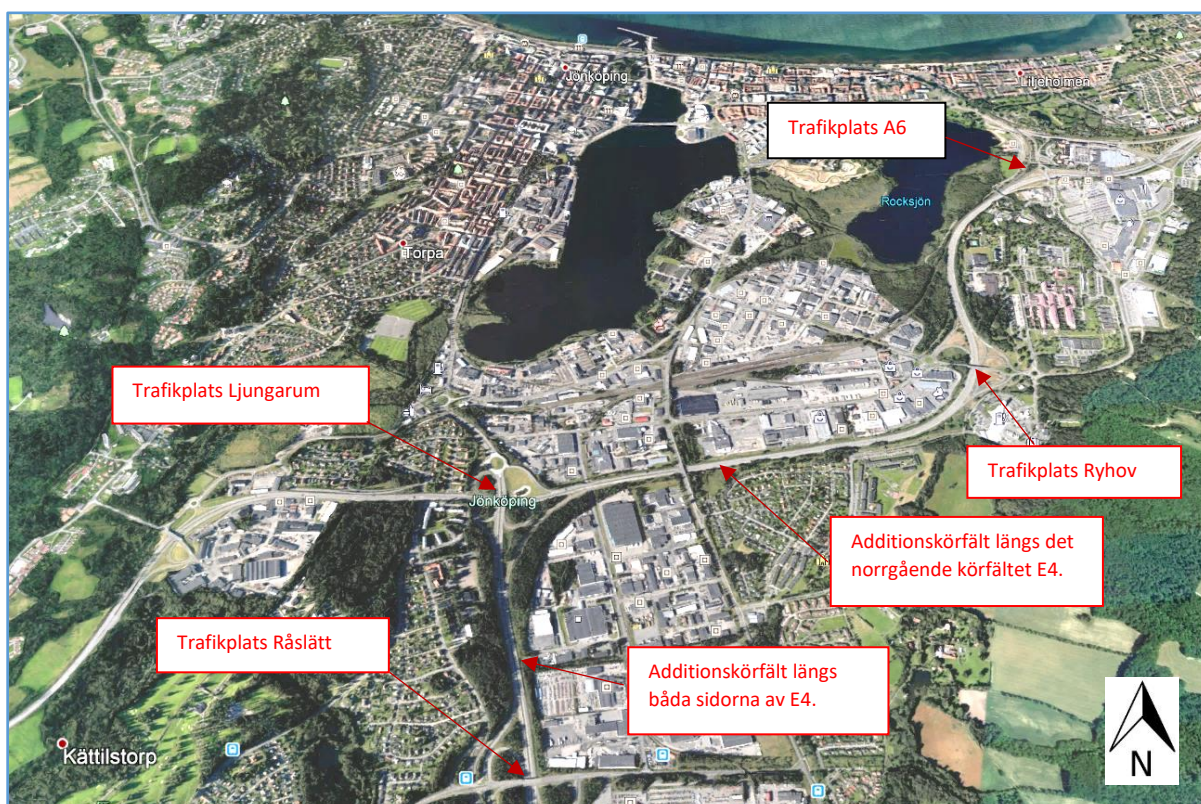 Jönköping
Liljeholmen
Trafikplats A6
Rocksjön
Torpa
Trafikplats Ljungarum
Trafikplats Ryhov
Jönköping
Additionskörfält längs det
norrgående körfältet E4.
Trafikplats Råslätt
Additionskörfält längs
båda sidorna av E4.
Kättilstorp
N